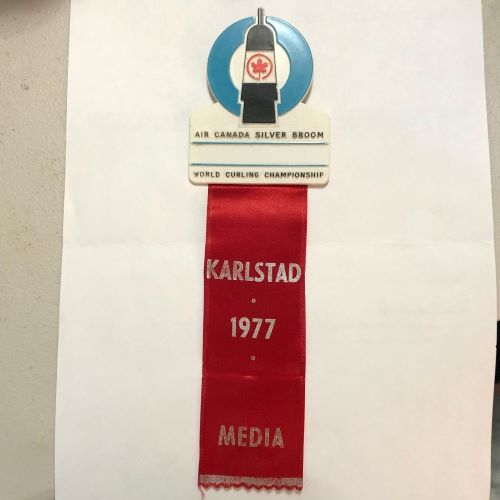 AIR CANADA SILVER BROOM
WORLD CURLING CHAMPIONSHIP
KARLSTAD
1977
MEDIA